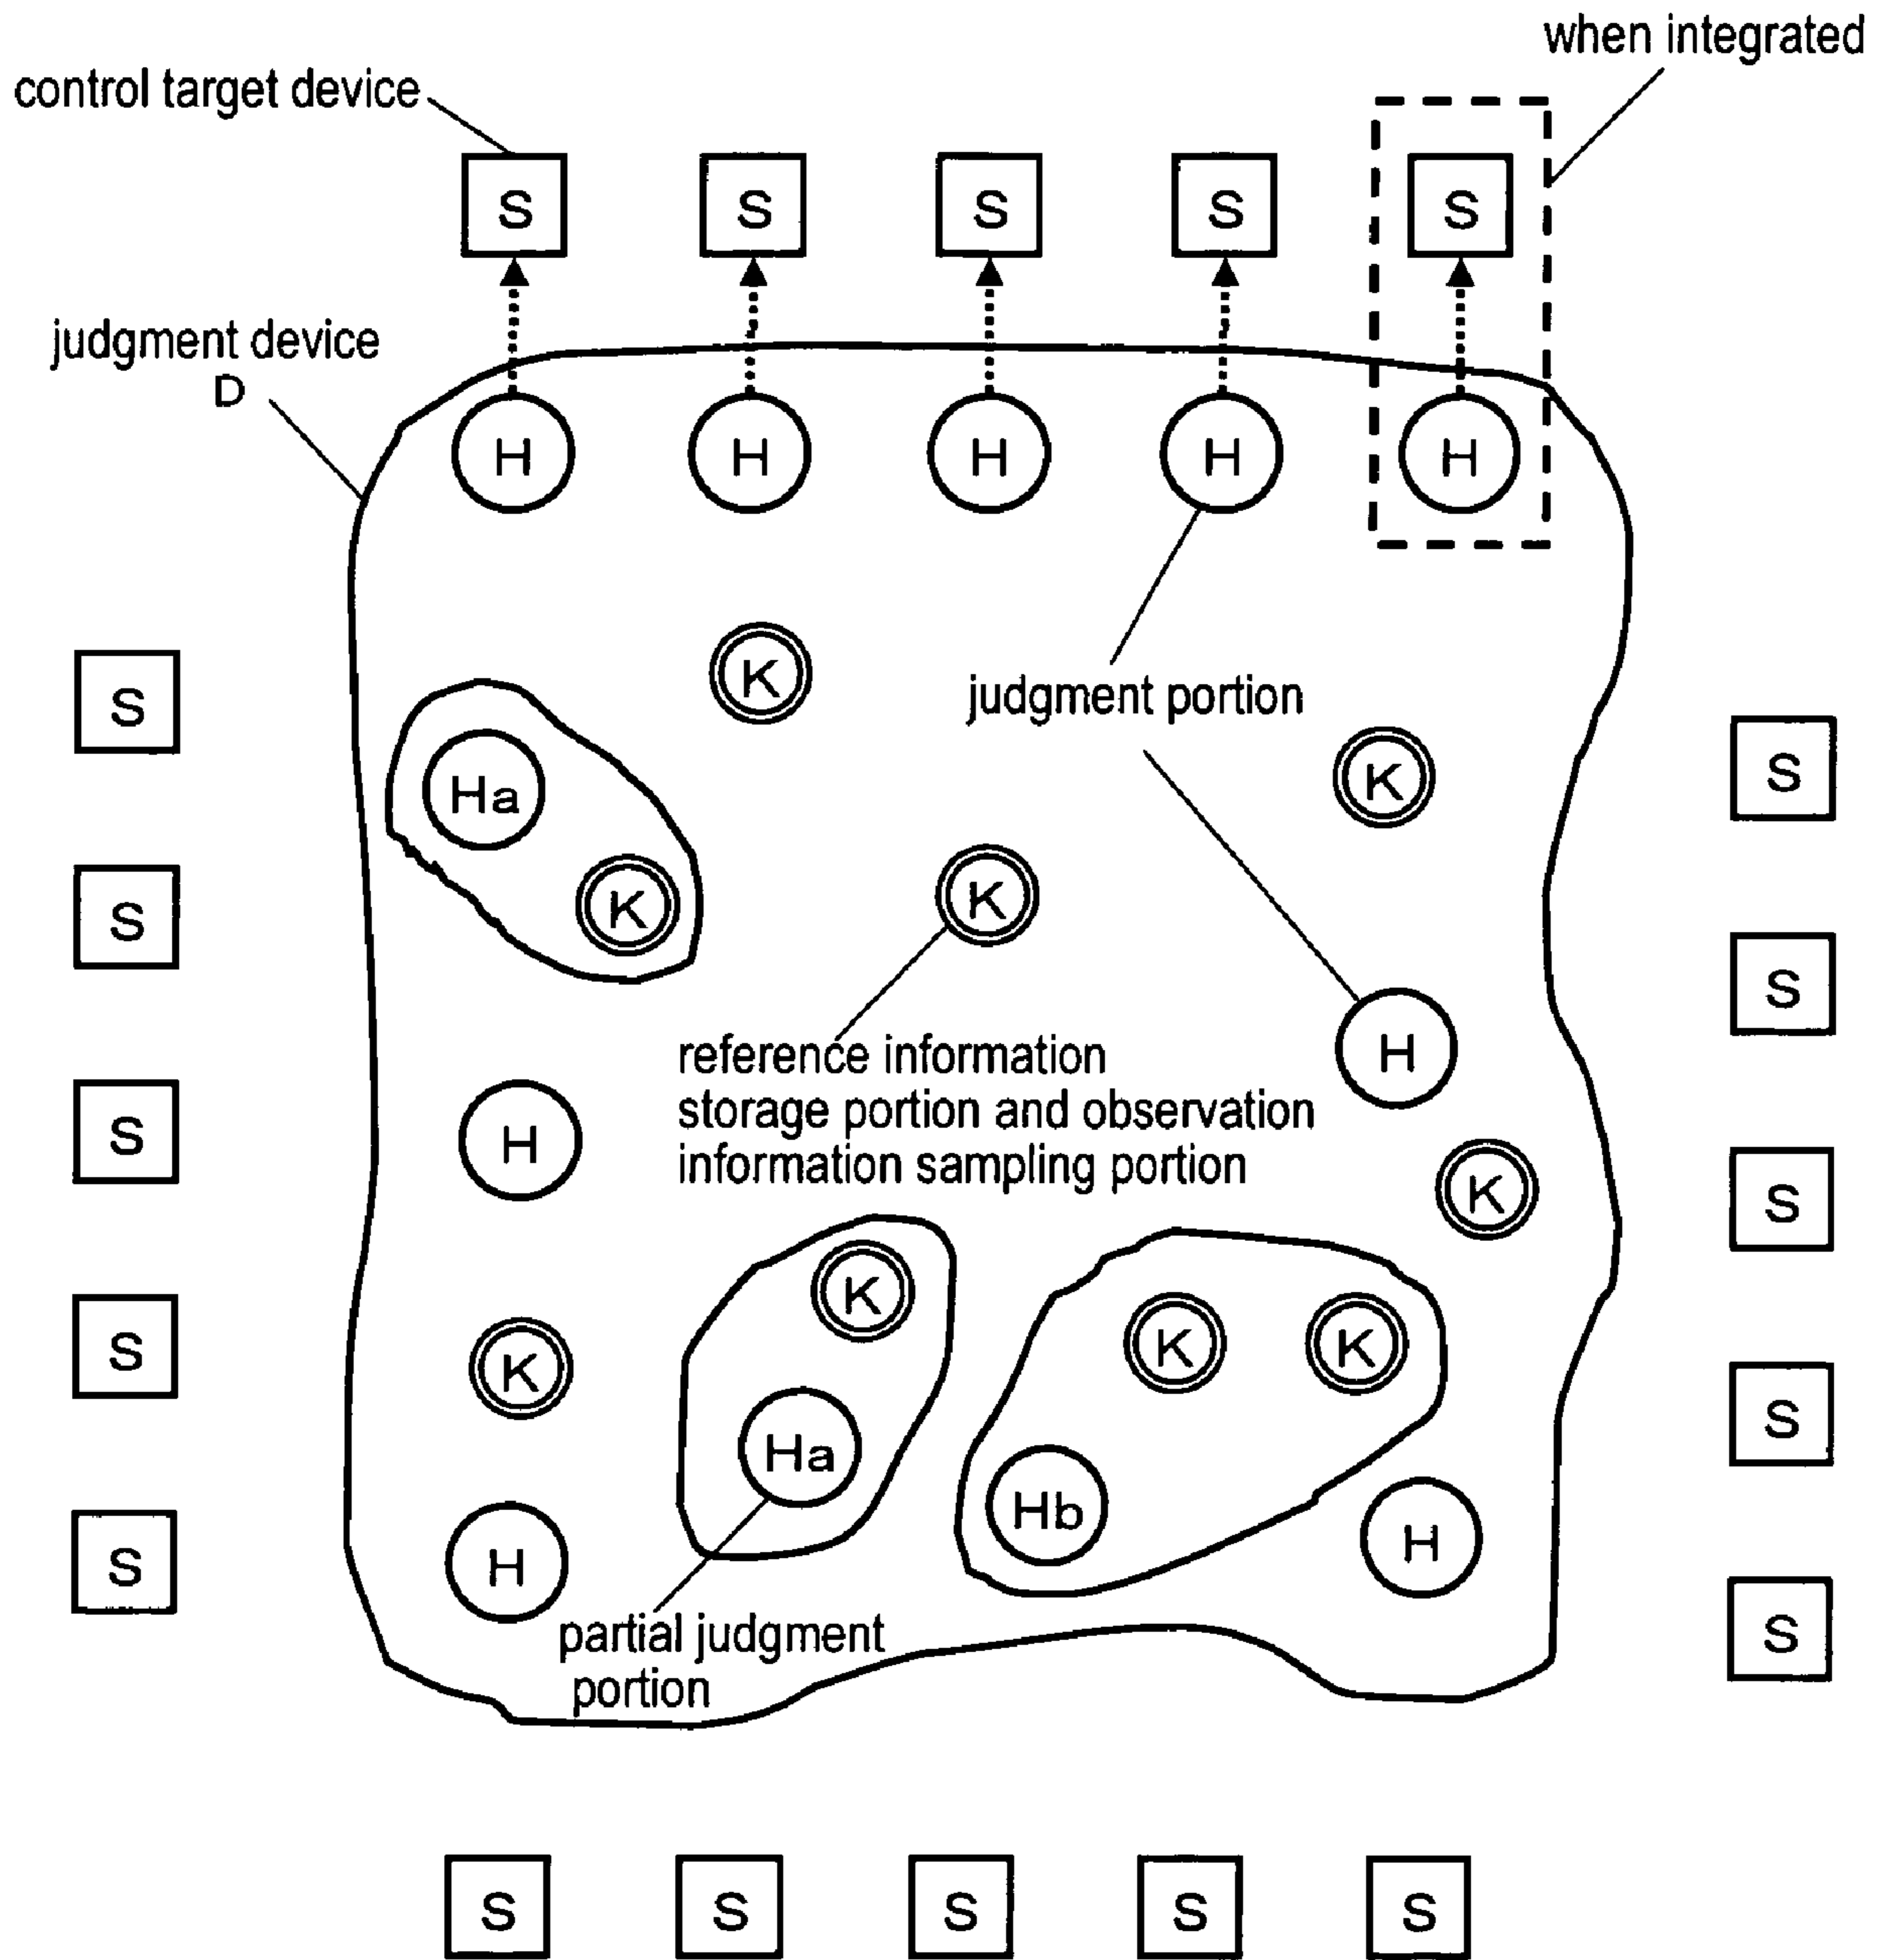 when integrated
control target device
S S S S S
judgment device
D
H H H H H
K
S
judgment portion
S
K
Ha
K
K
S
S
H
reference information
storage portion and observation
information sampling portion
H
S
K
S
K
K K
S
K
S
Ha
Hb
H
H
S
S
partial judgment
portion
S S S S S